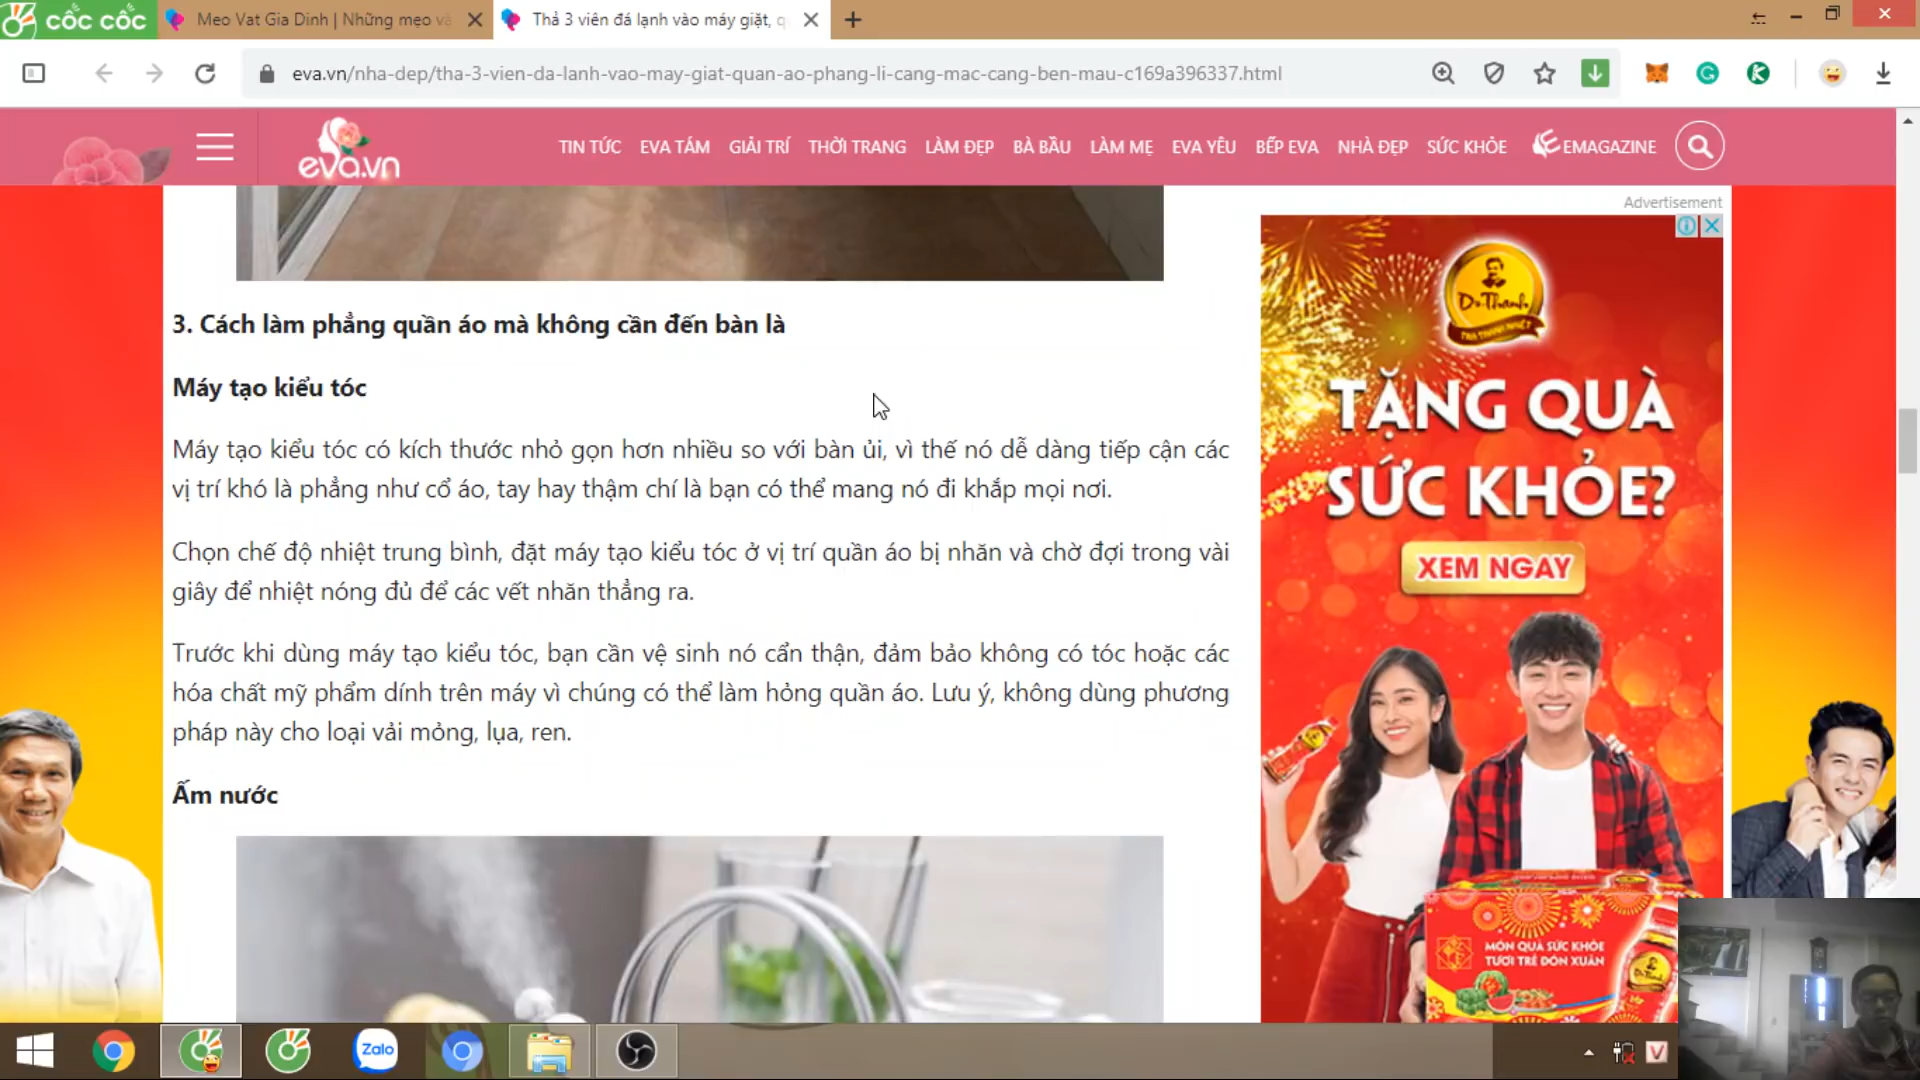 cốc cốc
Meo Vat Gia Dinh | Những mẹo vặ
Thả 3 viên đá lạnh vào máy giặt, q
eva.vn/nha-dep/tha-3-vien-da-lanh-vao-may-giat-quan-ao-phang-li-cang-mac-cang-ben-mau-c169a396337.html
eva.vn
TIN TỨC EVA TÁM GIẢI TRÍ THỜI TRANG LÀM ĐẸP BÀ BẦU LÀM MẸ EVA YÊU BẾP EVA NHÀ ĐẸP SỨC KHỎE EMAGAZINE
Advertisement
3. Cách làm phẳng quần áo mà không cần đến bàn là
Máy tạo kiểu tóc
Máy tạo kiểu tóc có kích thước nhỏ gọn hơn nhiều so với bàn ủi, vì thế nó dễ dàng tiếp cận các
vị trí khó là phẳng như cổ áo, tay hay thậm chí là bạn có thể mang nó đi khắp mọi nơi.
Chọn chế độ nhiệt trung bình, đặt máy tạo kiểu tóc ở vị trí quần áo bị nhăn và chờ đợi trong vài
giây để nhiệt nóng đủ để các vết nhăn thẳng ra.
Trước khi dùng máy tạo kiểu tóc, bạn cần vệ sinh nó cẩn thận, đảm bảo không có tóc hoặc các
hóa chất mỹ phẩm dính trên máy vì chúng có thể làm hỏng quần áo. Lưu ý, không dùng phương
pháp này cho loại vải mỏng, lụa, ren.
Ấm nước
Dr Thanh
TRÀ THANH NHIỆT
TẶNG QUÀ
SỨC KHỎE?
XEM NGAY
MÓN QUÀ SỨC KHỎE
TƯƠI TRẺ ĐÓN XUÂN
Zalo